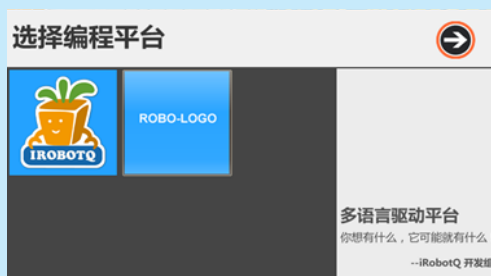 选择编程平台
IROBOTQ
ROBO-LOGO
多语言驱动平台
你想有什么，它可能就有什么
--iRobotQ 开发组